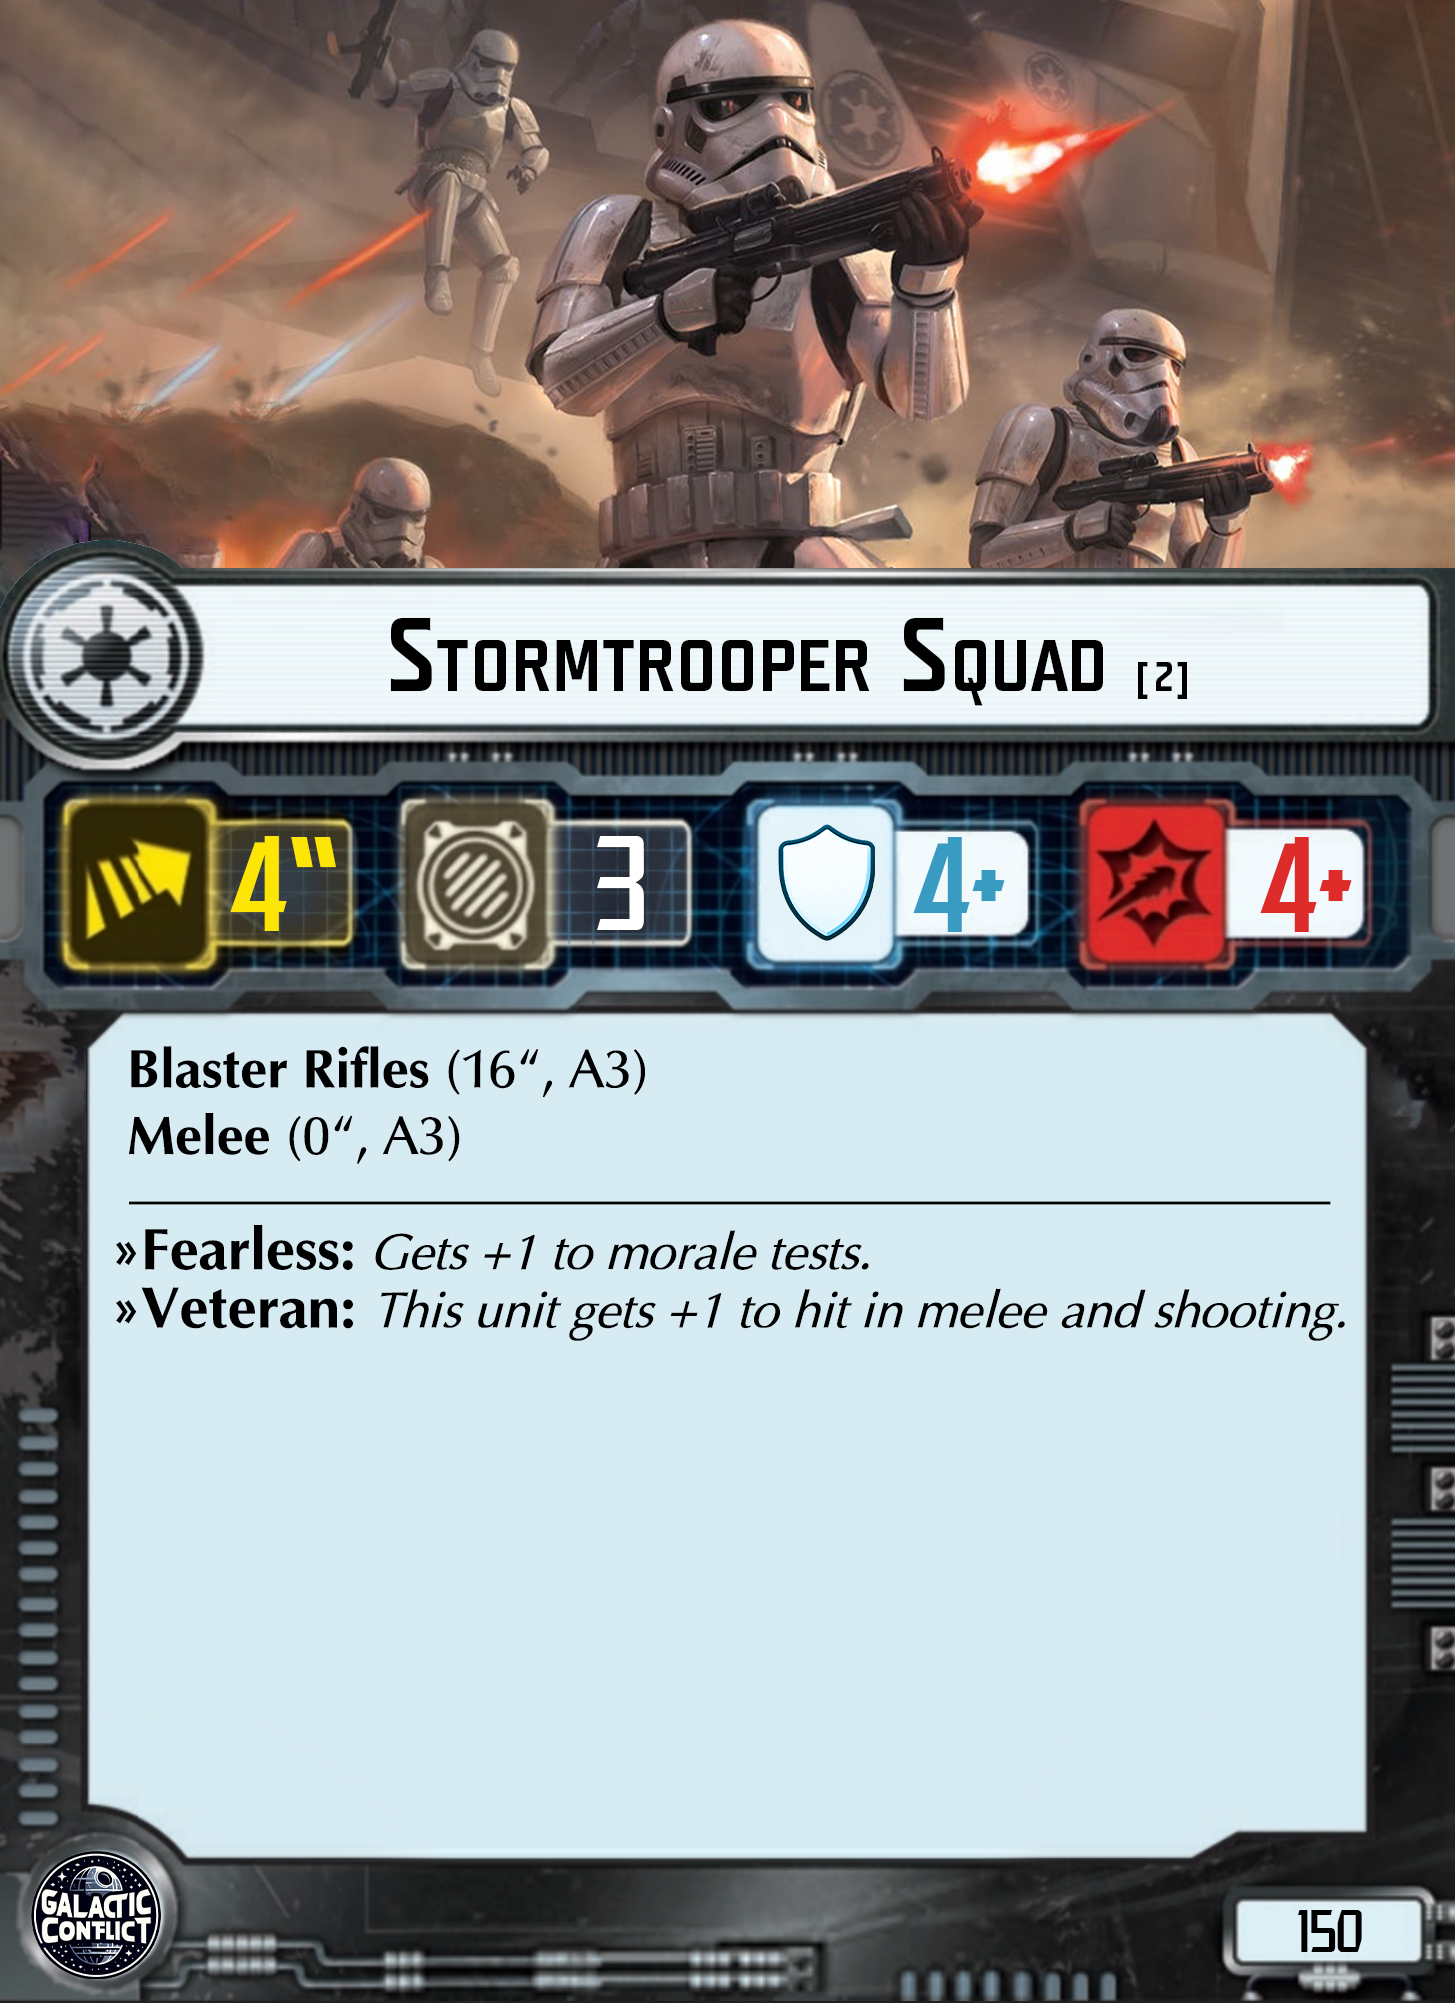 Stormtrooper Squad [2]
4" 3 4+ 4+
Blaster Rifles (16“, A3)
Melee (0“, A3)
»Fearless: Gets +1 to morale tests.
»Veteran: This unit gets +1 to hit in melee and shooting.
GALACTIC
CONFLICT
150